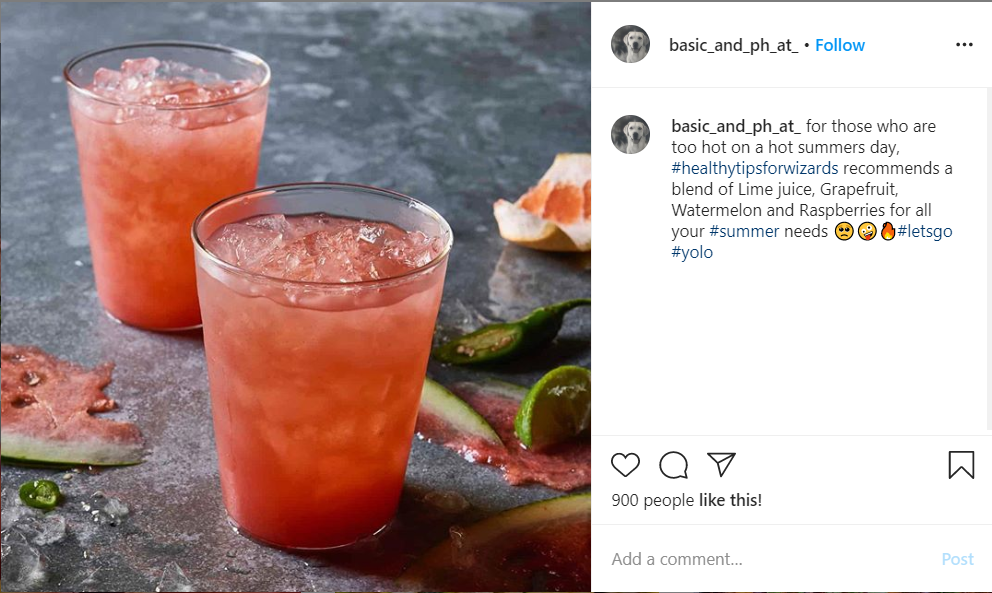 basic_and_ph_at_ • Follow
basic_and_ph_at_ for those who are
too hot on a hot summers day,
#healthytipsforwizards recommends a
blend of Lime juice, Grapefruit,
Watermelon and Raspberries for all
your #summer needs 🥺🤪🔥#letsgo
#yolo
900 people like this!
Add a comment... Post